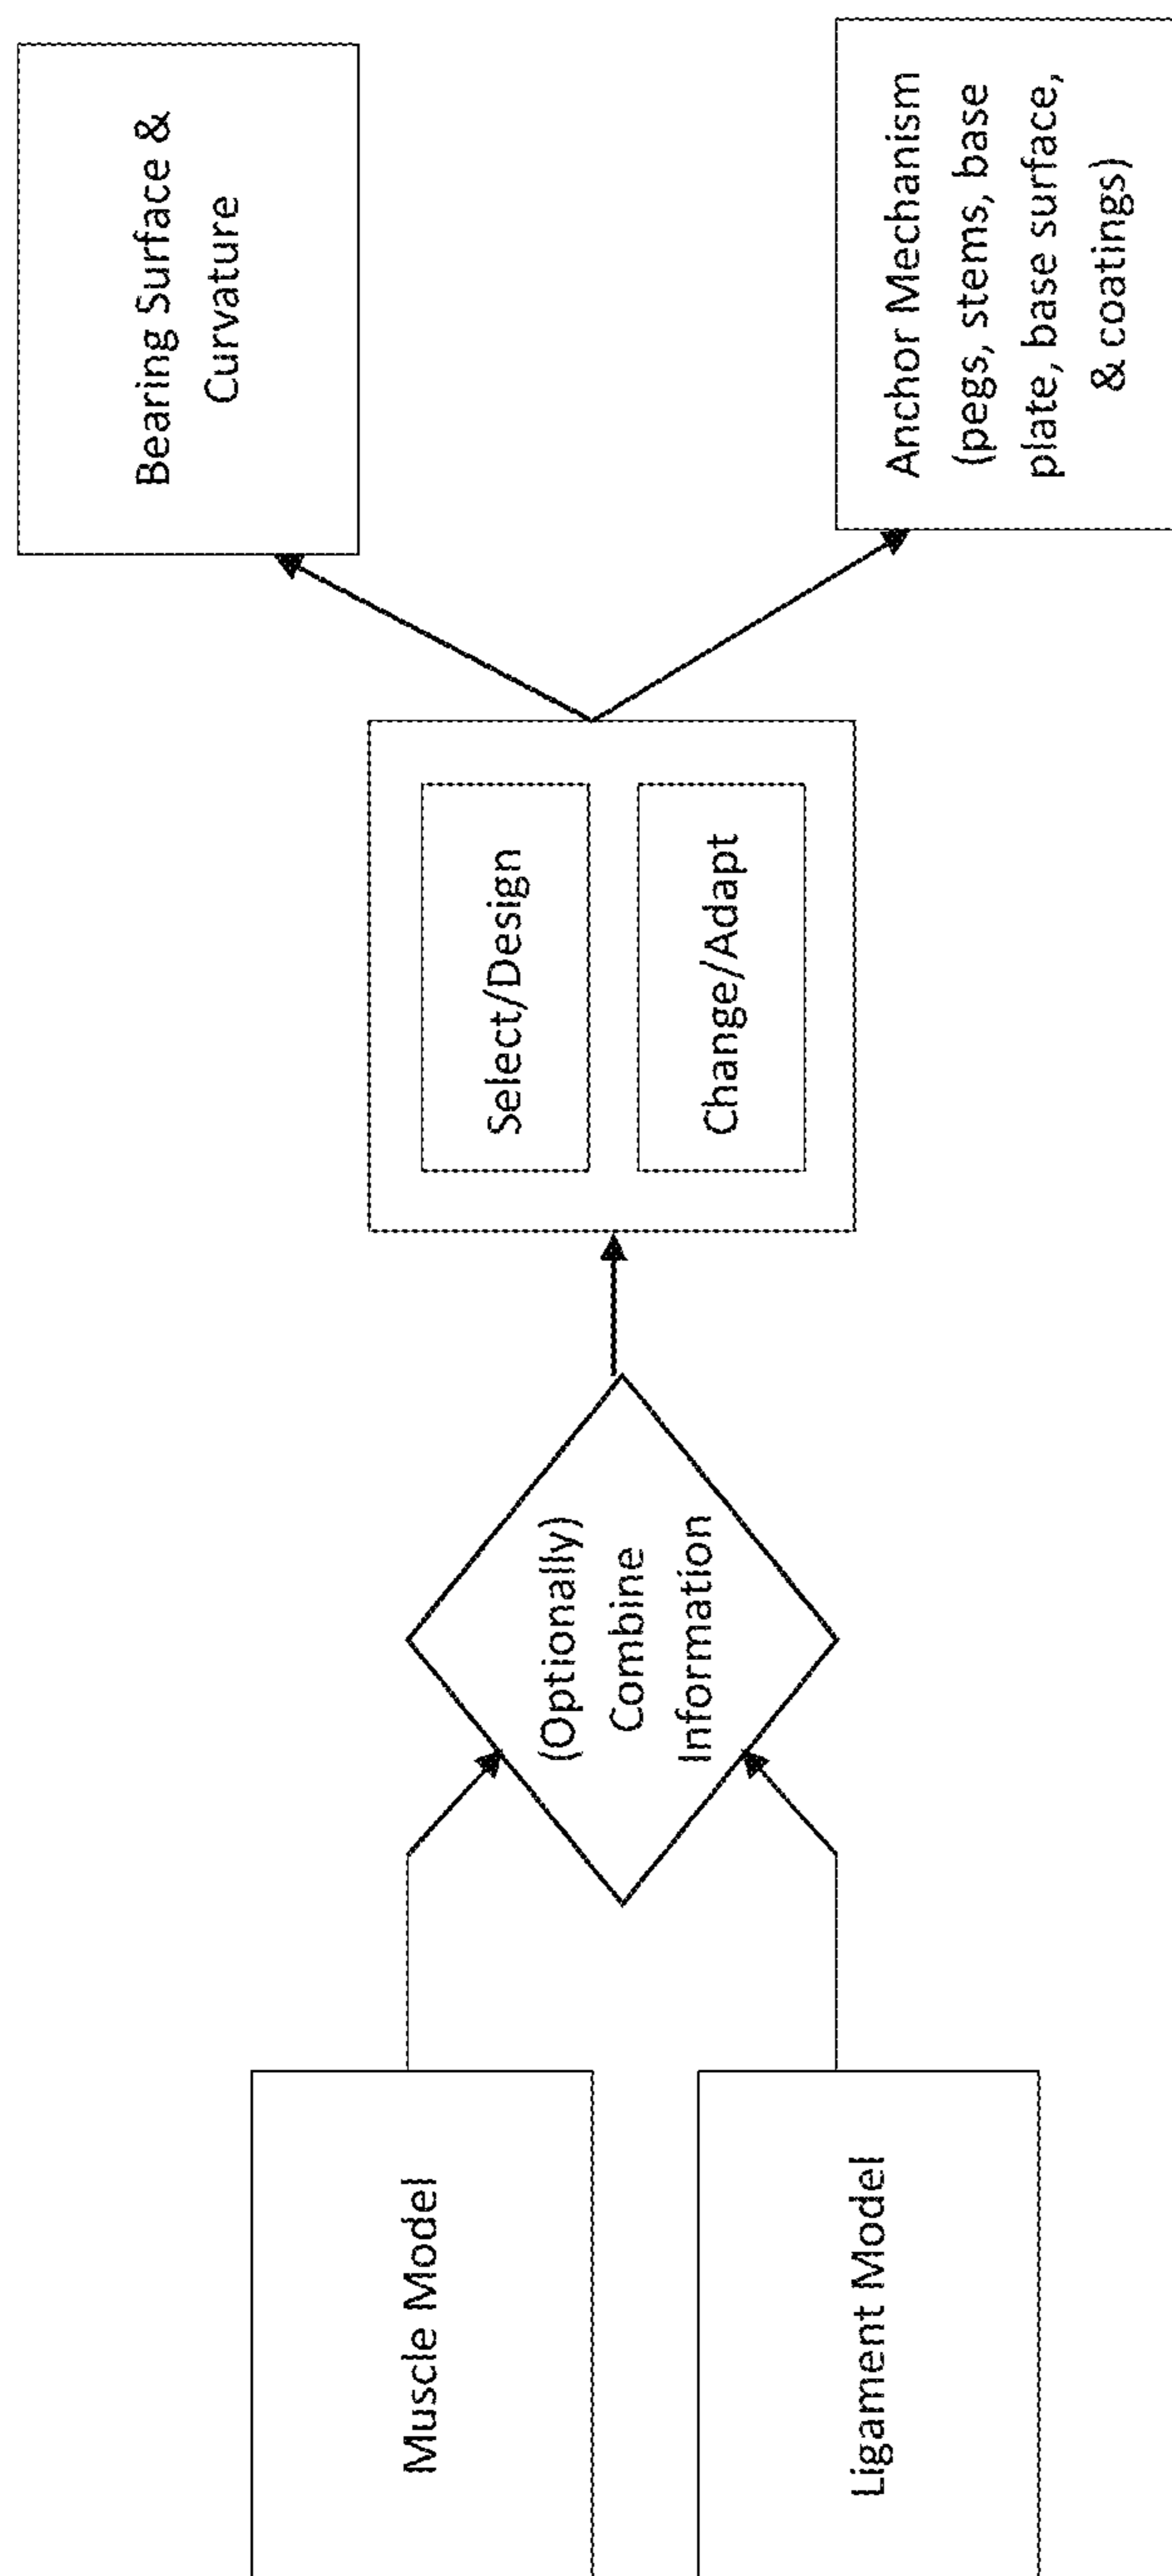 Muscle Model
Ligament Model
(Optionally)
Combine
Information
Select/Design
Change/Adapt
Bearing Surface &
Curvature
Anchor Mechanism
(pegs, stems, base
plate, base surface,
& coatings)